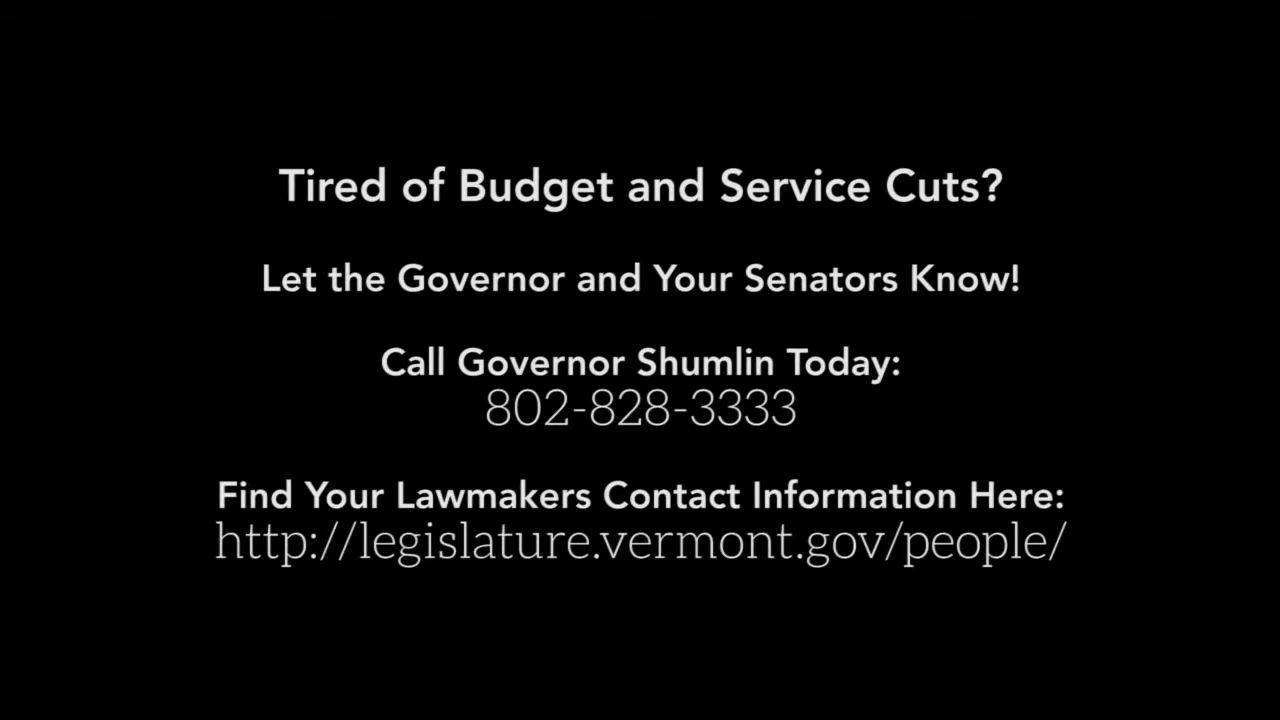 Tired of Budget and Service Cuts?
Let the Governor and Your Senators Know!
Call Governor Shumlin Today:
802-828-3333
Find Your Lawmakers Contact Information Here:
http://legislature.vermont.gov/people/